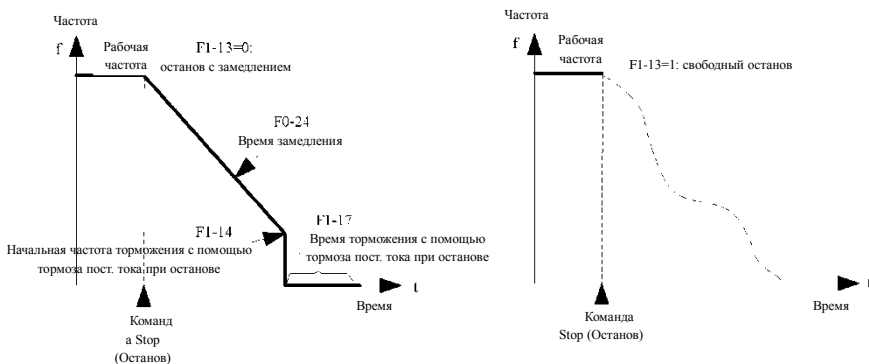 Частота
f
Рабочая
частота
F1-13=0:
останов с замедлением
F0-24
Время замедления
F1-14
Начальная частота торможения с помощью
тормоза пост. тока при останове
F1-17
Время торможения с помощью
тормоза пост. тока при останове
t
Время
Команд
а Stop
(Останов)
Частота
f
Рабочая
частота
F1-13=1: свободный останов
t
Время
Команда
Stop (Останов)